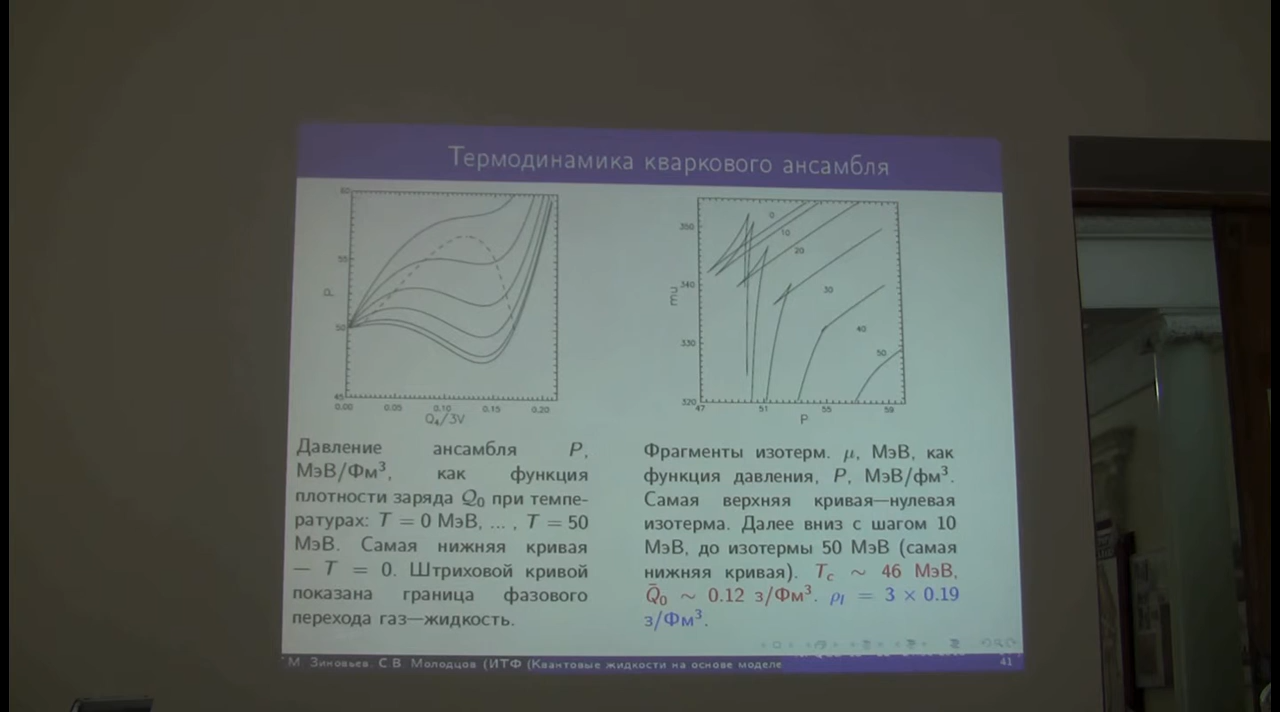 Термодинамика кваркового ансамбля
60
55
50
45
P
0.00 0.05 0.10 0.15 0.20
Q₄/3V
350
340
330
320
mu
0
10
20
30
40
50
47 51 55 59
P
Давление ансамбля P,
МэВ/Фм³, как функция
плотности заряда Q₀ при темпе-
ратурах: T = 0 МэВ, ... , T = 50
МэВ. Самая нижняя кривая
— T = 0. Штриховой кривой
показана граница фазового
перехода газ—жидкость.
Фрагменты изотерм. μ, МэВ, как
функция давления, P, МэВ/фм³.
Самая верхняя кривая—нулевая
изотерма. Далее вниз с шагом 10
МэВ, до изотермы 50 МэВ (самая
нижняя кривая). T_c ∼ 46 МэВ,
Q̄₀ ∼ 0.12 з/Фм³. ρ_l = 3 × 0.19
з/Фм³.
М. Зиновьев, С В Молодцов (ИТФ (Квантовые жидкости на основе моделе
41